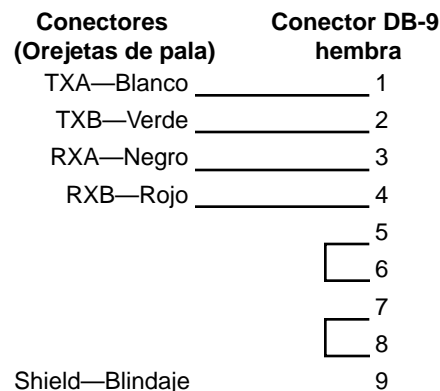 Conectores Conector DB-9
(Orejetas de pala) hembra
TXA—Blanco 1
TXB—Verde 2
RXA—Negro 3
RXB—Rojo 4
5
6
7
8
Shield—Blindaje 9